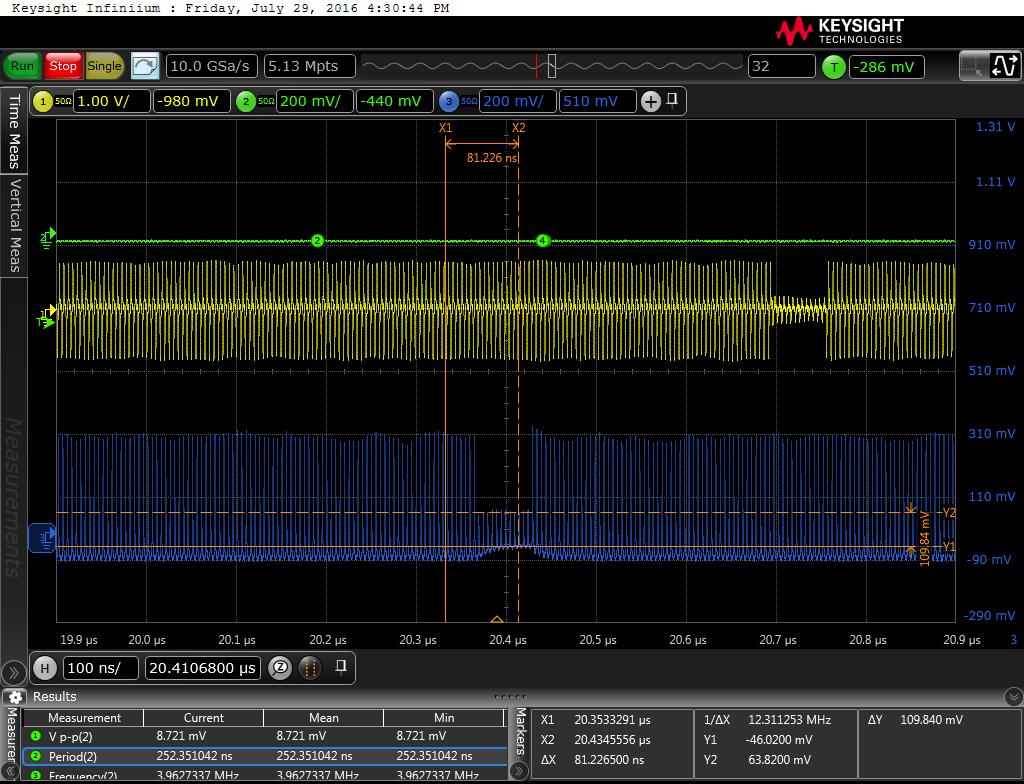 Keysight Infiniium : Friday, July 29, 2016 4:30:44 PM
KEYSIGHT
TECHNOLOGIES
Run Stop Single 10.0 GSa/s 5.13 Mpts 32 T -286 mV
1 50Ω 1.00 V/ -980 mV 2 50Ω 200 mV/ -440 mV 3 50Ω 200 mV/ 510 mV +
Time Meas
Vertical Meas
Measurements
X1 X2
81.226 ns
1.31 V
1.11 V
910 mV
710 mV
510 mV
310 mV
110 mV
-90 mV
-290 mV
2 2 4
1
T
3
Y2
109.84 mV
Y1
19.9 µs 20.0 µs 20.1 µs 20.2 µs 20.3 µs 20.4 µs 20.5 µs 20.6 µs 20.7 µs 20.8 µs 20.9 µs 3
H 100 ns/ 20.4106800 µs Z
Results
Measurement Current Mean Min
1 V p-p(2) 8.721 mV 8.721 mV 8.721 mV
2 Period(2) 252.351042 ns 252.351042 ns 252.351042 ns
3 Frequency(2) 3.9627337 MHz 3.9627337 MHz 3.9627337 MHz
Markers
X1 20.3533291 µs 1/ΔX 12.311253 MHz ΔY 109.840 mV
X2 20.4345556 µs Y1 -46.0200 mV
ΔX 81.226500 ns Y2 63.8200 mV